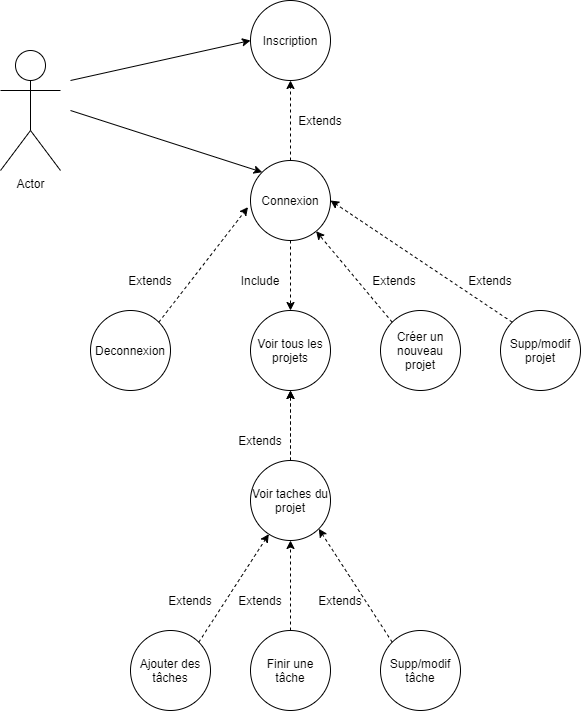 Inscription
Extends
Actor
Connexion
Extends
Include
Extends
Extends
Deconnexion
Voir tous les
projets
Créer un
nouveau
projet
Supp/modif
projet
Extends
Voir taches du
projet
Extends
Extends
Extends
Ajouter des
tâches
Finir une
tâche
Supp/modif
tâche